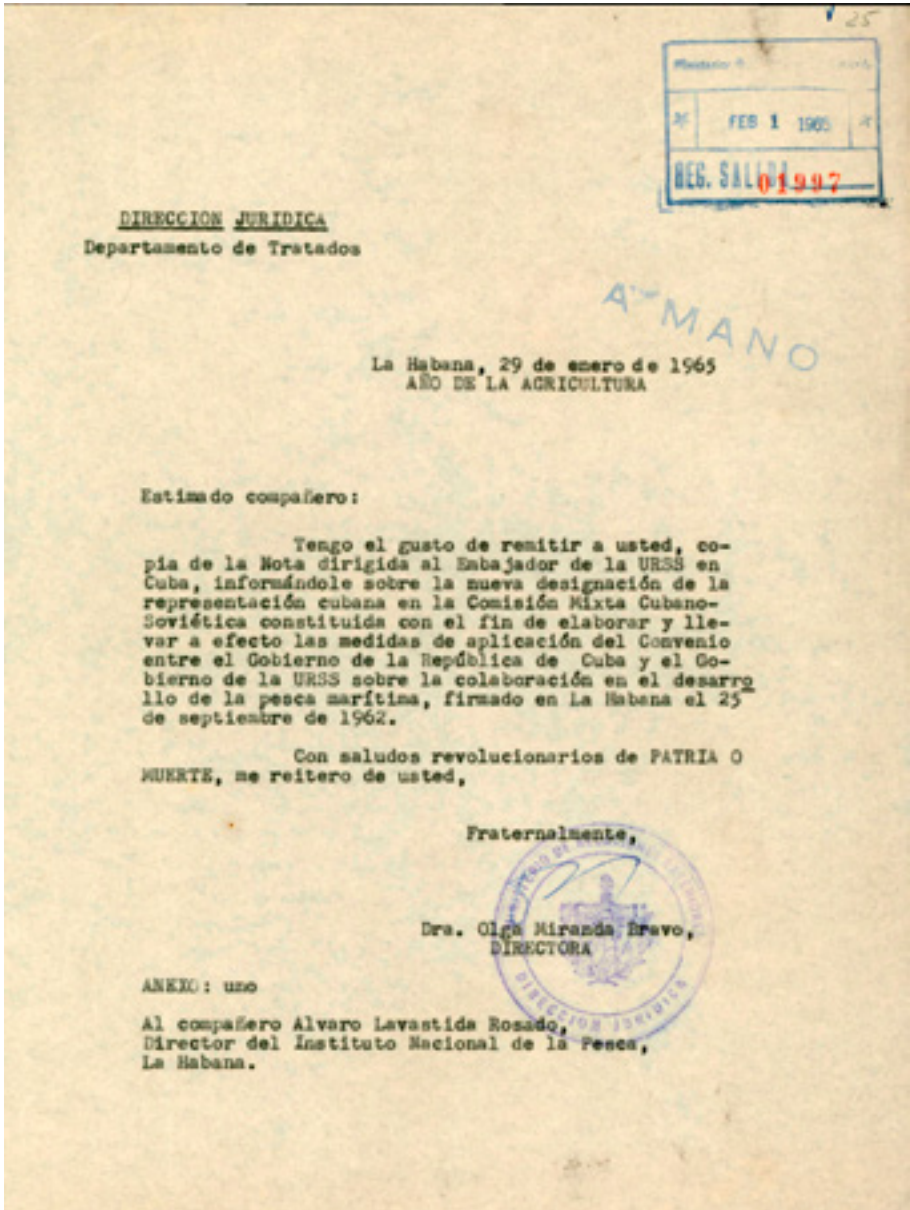 25
FEB 1 1965
REG. SALIDA
01997
DIRECCION JURIDICA
Departamento de Tratados
A MANO
La Habana, 29 de enero de 1965
AÑO DE LA AGRICULTURA
Estimado compañero:
Tengo el gusto de remitir a usted, co-
pia de la Nota dirigida al Embajador de la URSS en
Cuba, informándole sobre la nueva designación de la
representación cubana en la Comisión Mixta Cubano-
Soviética constituida con el fin de elaborar y lle-
var a efecto las medidas de aplicación del Convenio
entre el Gobierno de la República de Cuba y el Go-
bierno de la URSS sobre la colaboración en el desarro
llo de la pesca marítima, firmado en La Habana el 25
de septiembre de 1962.
Con saludos revolucionarios de PATRIA O
MUERTE, me reitero de usted,
Fraternalmente,
MINISTERIO DE RELACIONES EXTERIORES
DIRECCION JURIDICA
Dra. Olga Miranda Bravo,
DIRECTORA
ANEXO: uno
Al compañero Alvaro Lavastida Rosado,
Director del Instituto Nacional de la Pesca,
La Habana.